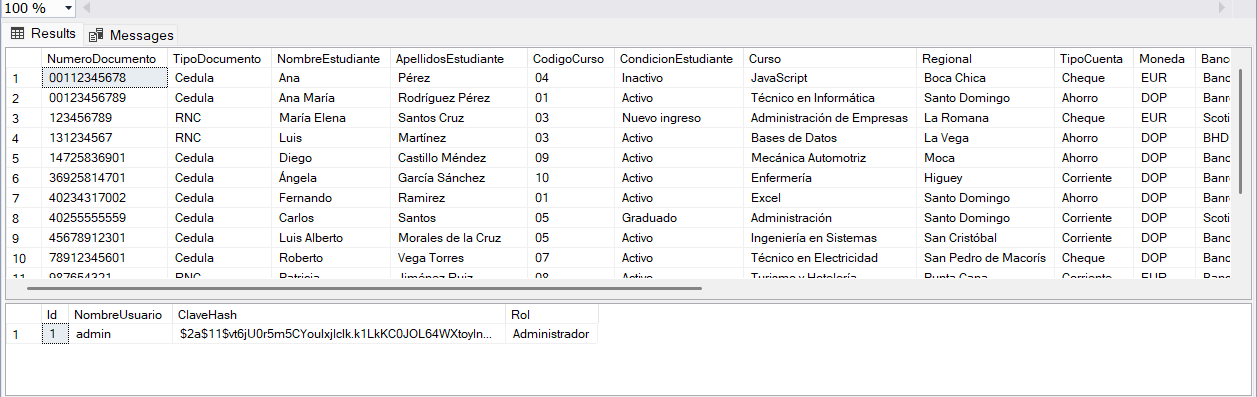 100 %
Results Messages
NumeroDocumento TipoDocumento NombreEstudiante ApellidosEstudiante CodigoCurso CondicionEstudiante Curso Regional TipoCuenta Moneda Banco
1 00112345678 Cedula Ana Pérez 04 Inactivo JavaScript Boca Chica Cheque EUR Banc
2 00123456789 Cedula Ana María Rodríguez Pérez 01 Activo Técnico en Informática Santo Domingo Ahorro DOP Banre
3 123456789 RNC María Elena Santos Cruz 03 Nuevo ingreso Administración de Empresas La Romana Cheque EUR Scoti
4 131234567 RNC Luis Martínez 03 Activo Bases de Datos La Vega Ahorro DOP BHD
5 14725836901 Cedula Diego Castillo Méndez 09 Activo Mecánica Automotriz Moca Ahorro DOP Banc
6 36925814701 Cedula Ángela García Sánchez 10 Activo Enfermería Higuey Corriente DOP Banc
7 40234317002 Cedula Fernando Ramirez 01 Activo Excel Santo Domingo Ahorro DOP Banre
8 40255555559 Cedula Carlos Santos 05 Graduado Administración Santo Domingo Corriente DOP Scoti
9 45678912301 Cedula Luis Alberto Morales de la Cruz 05 Activo Ingeniería en Sistemas San Cristóbal Corriente DOP Banc
10 78912345601 Cedula Roberto Vega Torres 07 Activo Técnico en Electricidad San Pedro de Macorís Cheque DOP Banc
11 987654321 RNC Patricia Jiménez Ruiz 08 Activo Turismo y Hotelería Punta Cana Corriente EUR Banc
Id NombreUsuario ClaveHash Rol
1 1 admin $2a$11$vt6jU0r5m5CYouIxjlclk.k1LkKC0JOL64WXtoyIn... Administrador